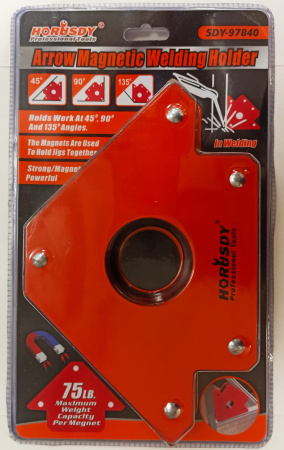 HORUSDY®
Professional Tools
SDY-97840
Arrow Magnetic Welding Holder
45° 90° 135°
Holds Work At 45°, 90°
And 135° Angles.
The Magnets Are Used
To Hold Jigs Together
Strong/Magnet
Powerful
In Welding
HORUSDY®
Professional Tools
75LB.
Maximum
Weight
Capacity
Per Megnet